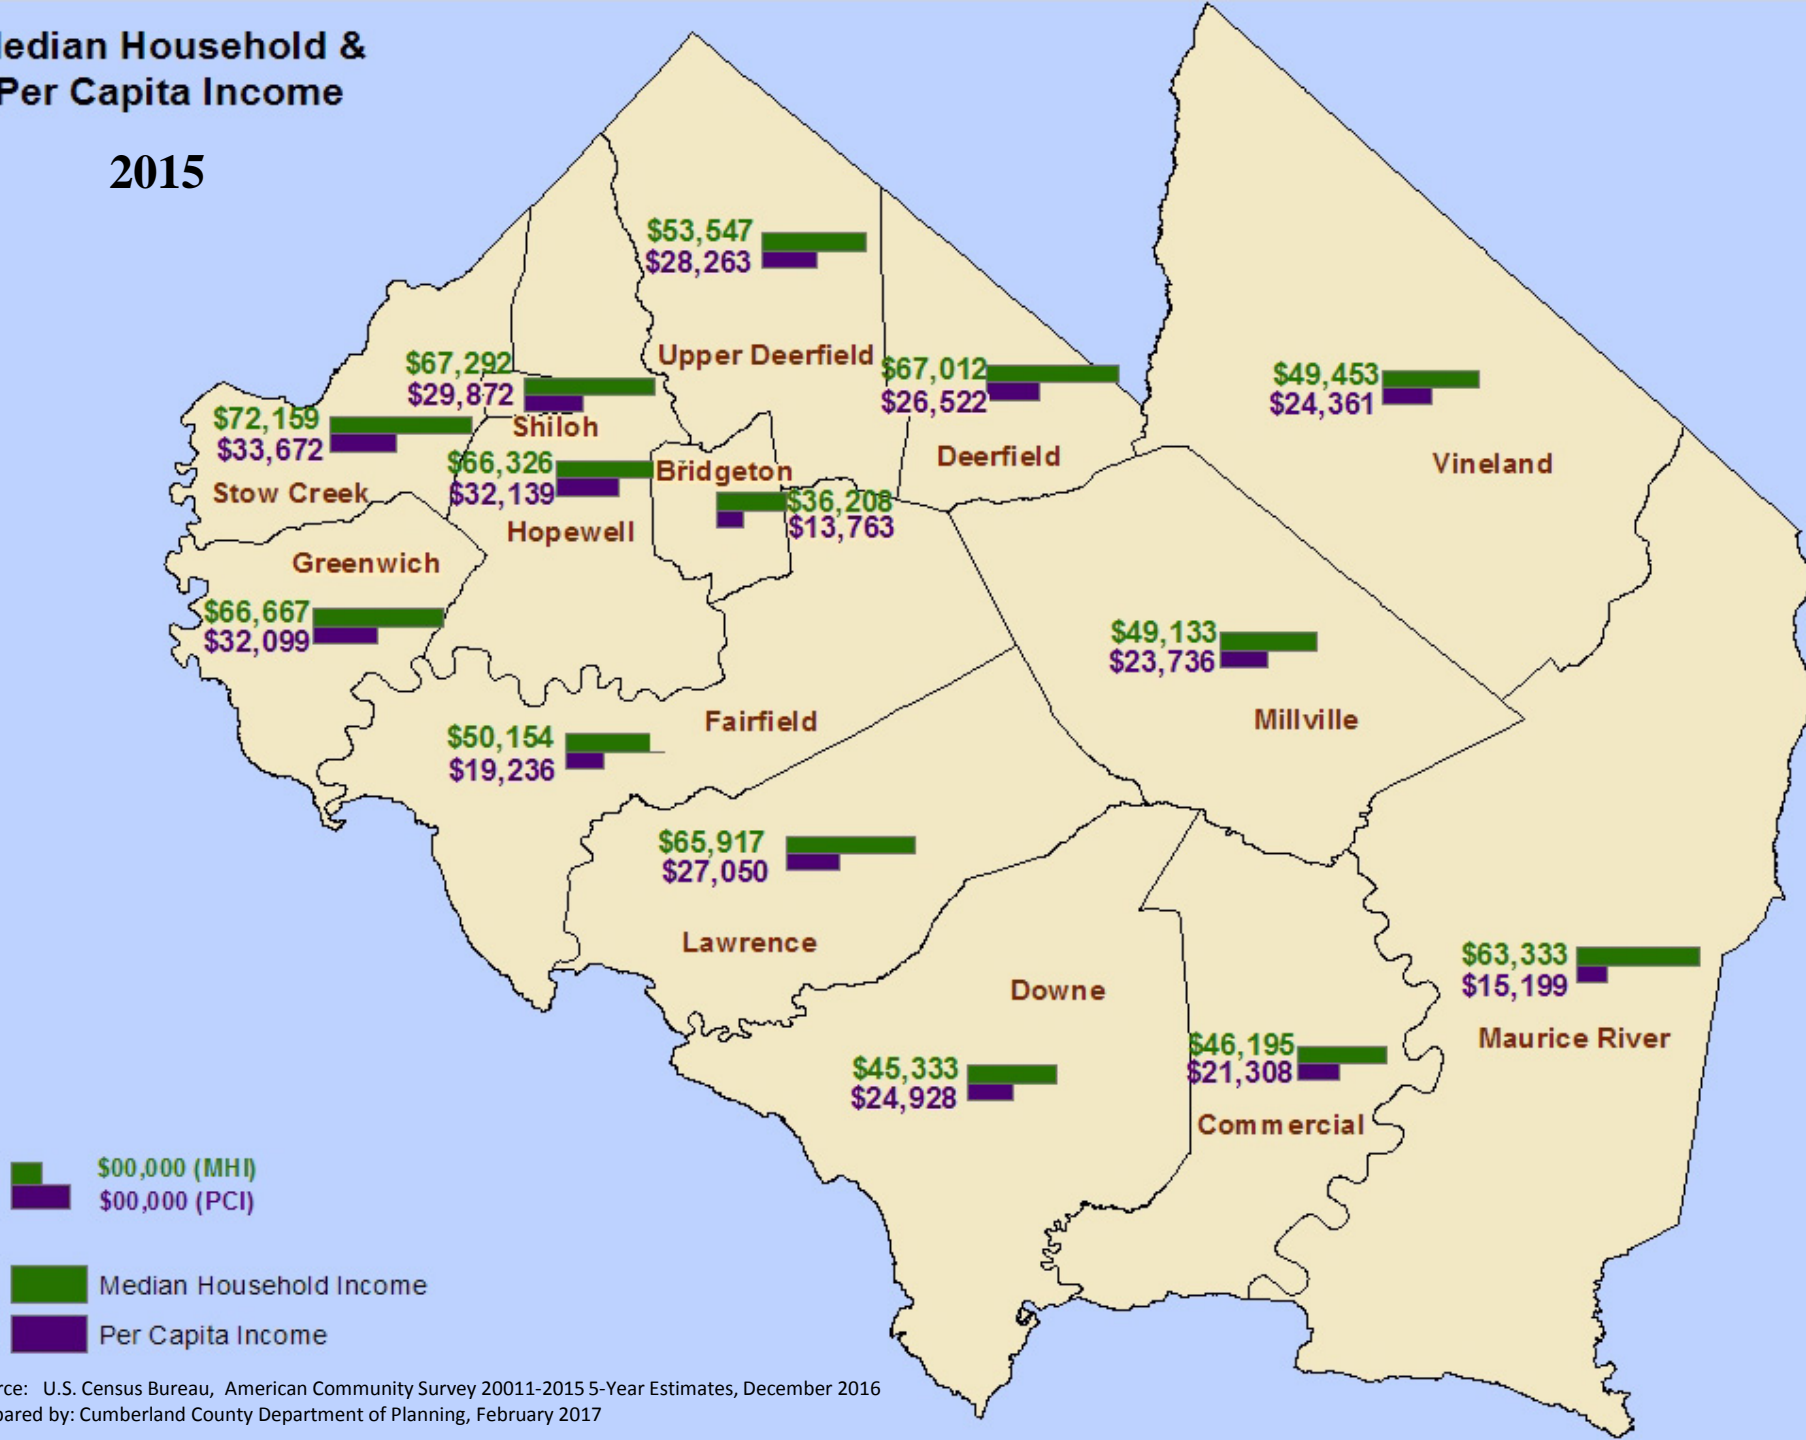 edian Household &
Per Capita Income
2015
$53,547
$28,263
Upper Deerfield
$67,292
$29,872
Shiloh
$67,012
$26,522
Deerfield
$49,453
$24,361
Vineland
$72,159
$33,672
Stow Creek
$66,326
$32,139
Hopewell
Bridgeton
$36,208
$13,763
Greenwich
$66,667
$32,099
$49,133
$23,736
Millville
Fairfield
$50,154
$19,236
$65,917
$27,050
Lawrence
Downe
$45,333
$24,928
$46,195
$21,308
Commercial
$63,333
$15,199
Maurice River
$00,000 (MHI)
$00,000 (PCI)
Median Household Income
Per Capita Income
rce: U.S. Census Bureau, American Community Survey 20011-2015 5-Year Estimates, December 2016
pared by: Cumberland County Department of Planning, February 2017